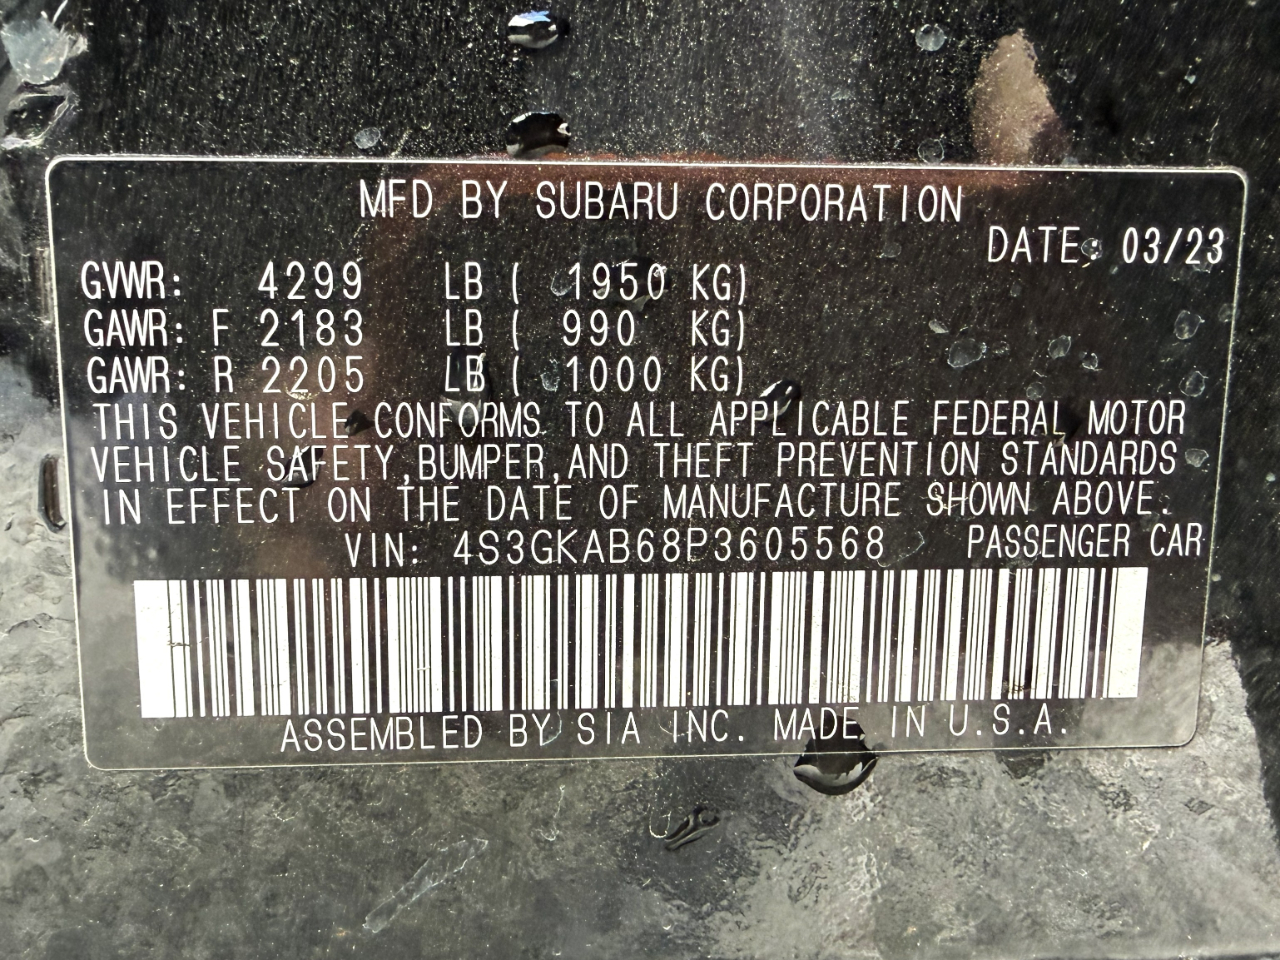 MFD BY SUBARU CORPORATION
DATE: 03/23
GVWR: 4299 LB ( 1950 KG)
GAWR: F 2183 LB ( 990 KG)
GAWR: R 2205 LB ( 1000 KG)
THIS VEHICLE CONFORMS TO ALL APPLICABLE FEDERAL MOTOR
VEHICLE SAFETY,BUMPER,AND THEFT PREVENTION STANDARDS
IN EFFECT ON THE DATE OF MANUFACTURE SHOWN ABOVE.
VIN: 4S3GKAB68P3605568 PASSENGER CAR
ASSEMBLED BY SIA INC. MADE IN U.S.A.